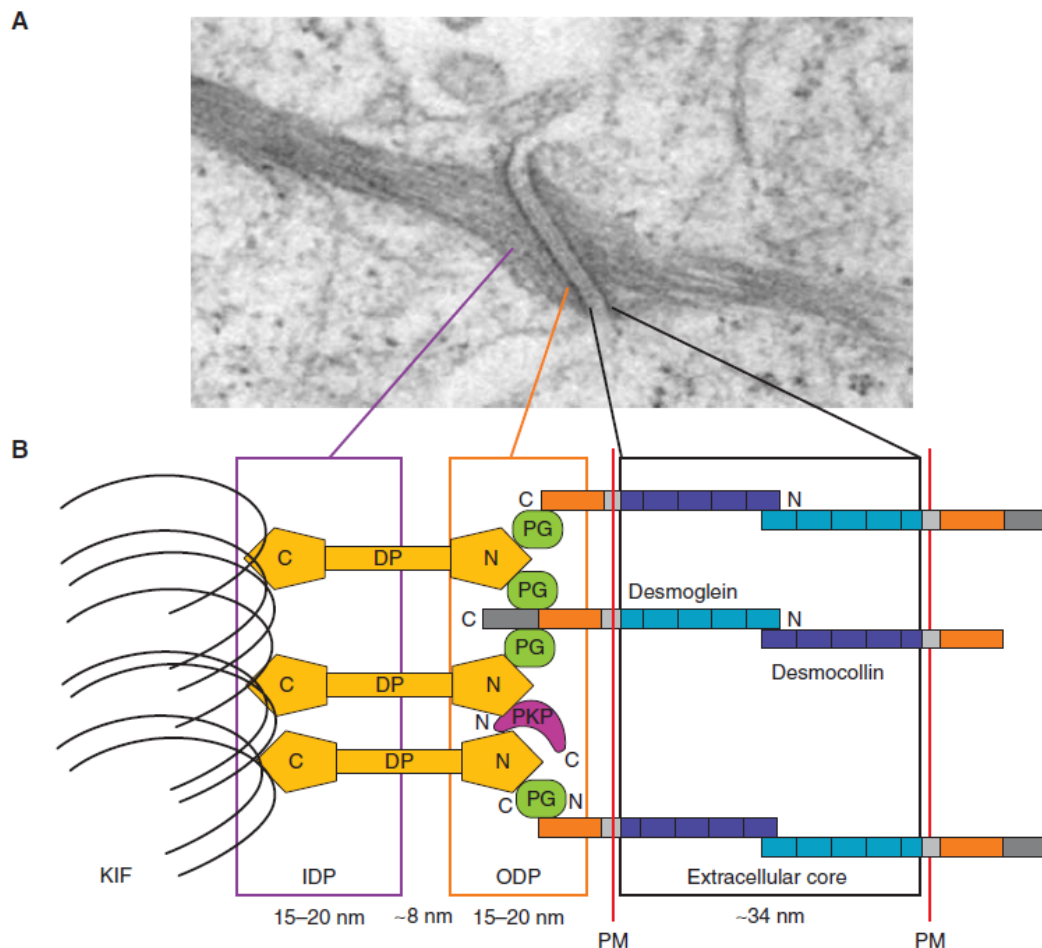 A
B
C
N
PG
C
DP
N
PG
Desmoglein
C
N
PG
Desmocollin
C
DP
N
N
PKP
C
C
DP
N
C
PG
N
KIF
IDP
ODP
Extracellular core
15–20 nm
~8 nm
15–20 nm
~34 nm
PM
PM